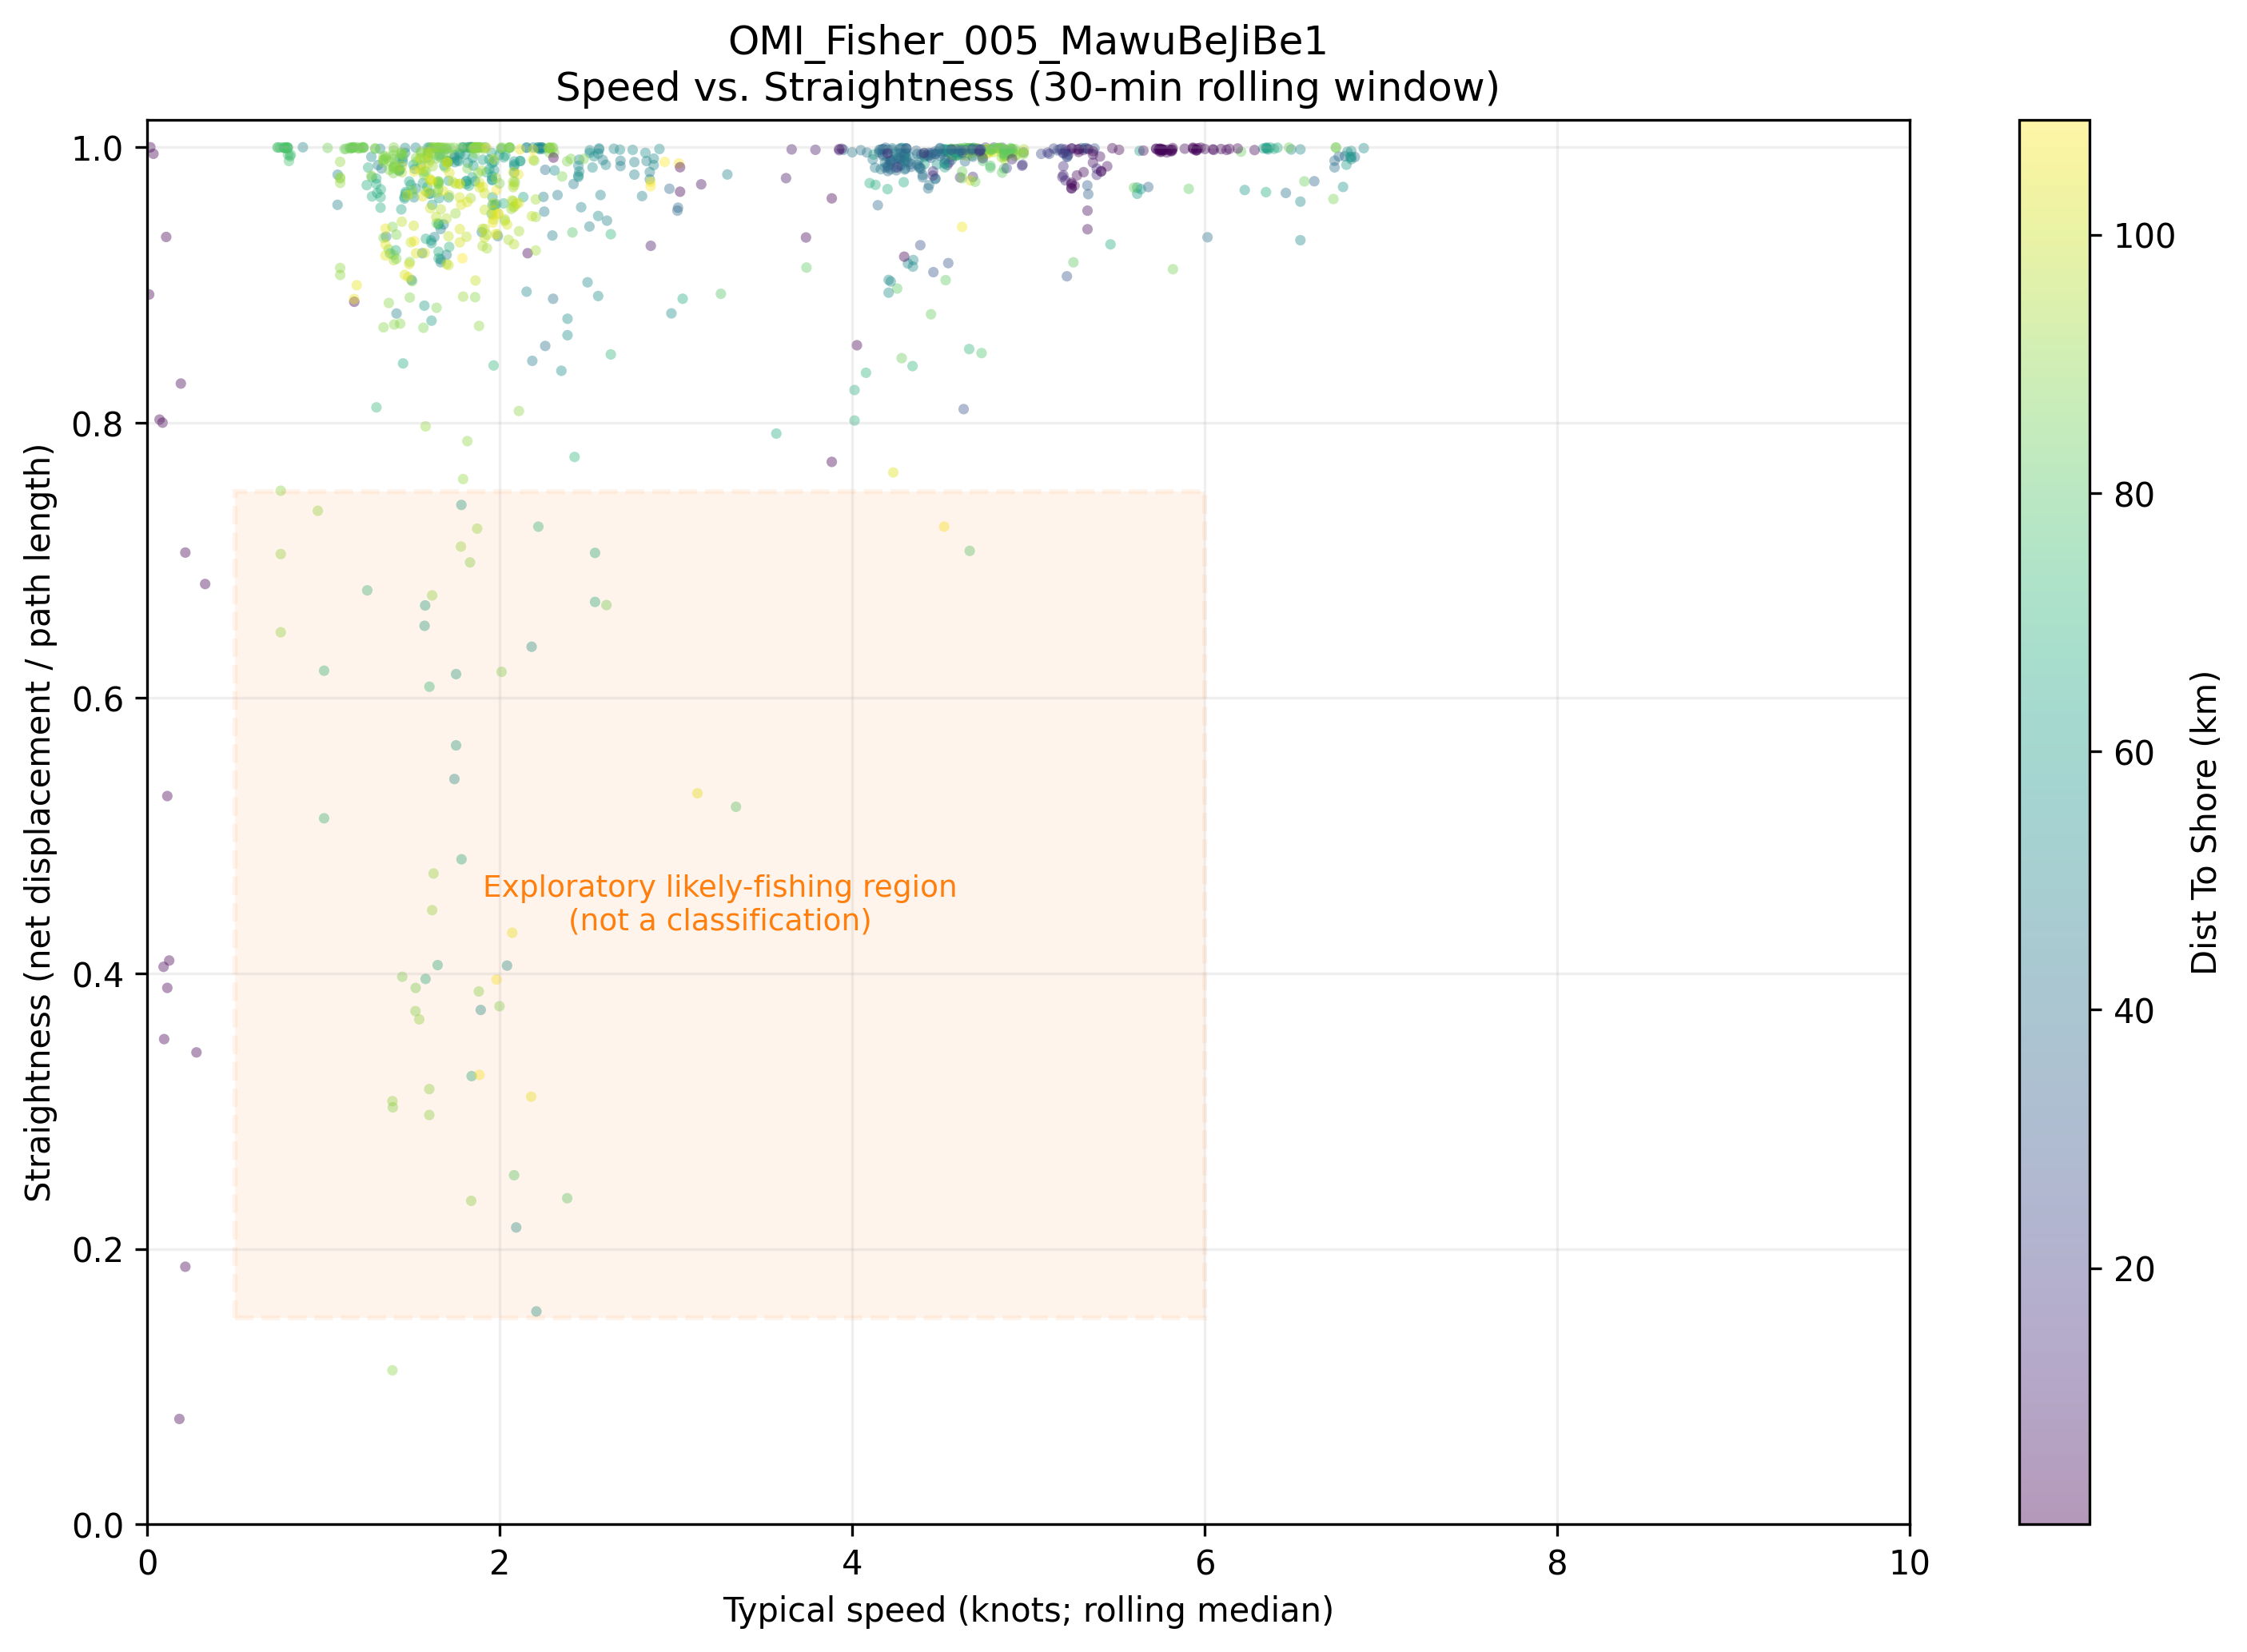 OMI_Fisher_005_MawuBeJiBe1
Speed vs. Straightness (30-min rolling window)
Straightness (net displacement / path length)
1.0
0.8
0.6
0.4
0.2
0.0
Exploratory likely-fishing region
(not a classification)
0
2
4
6
8
10
Typical speed (knots; rolling median)
100
80
60
40
20
Dist To Shore (km)